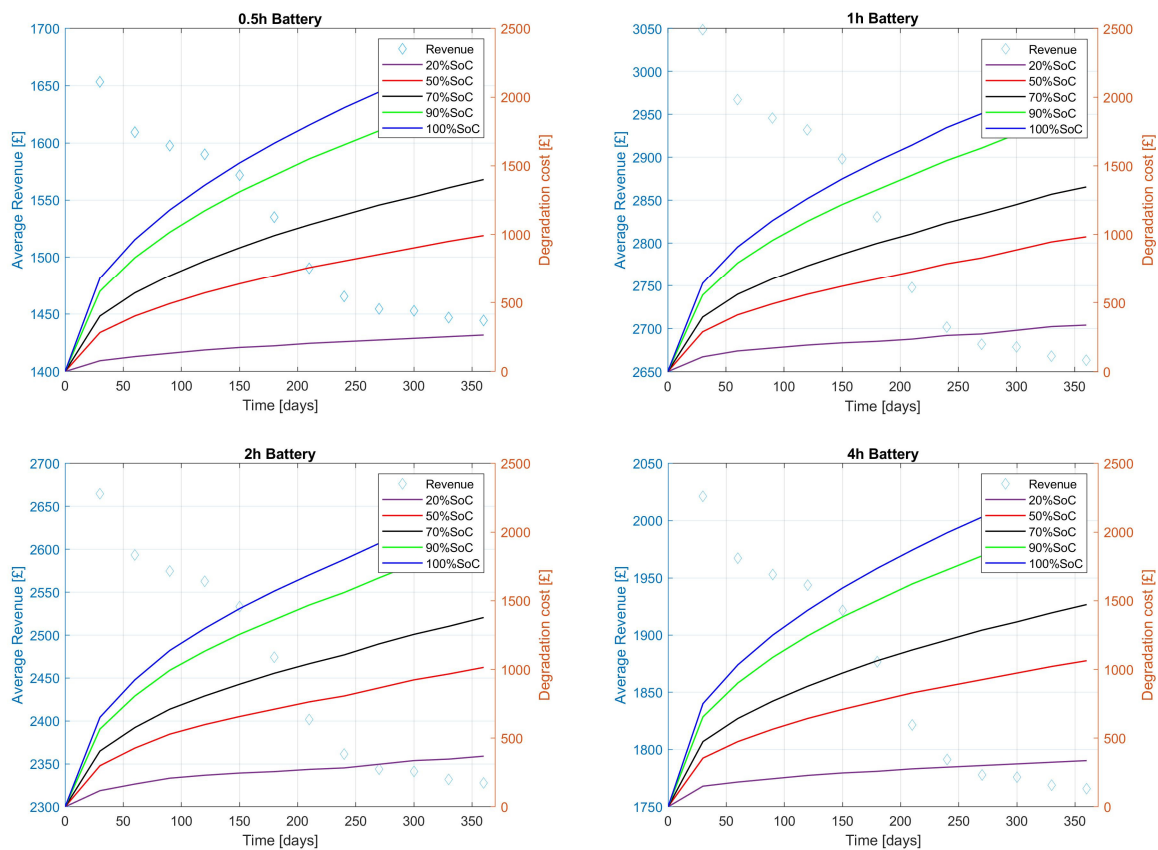 0.5h Battery
1700
1650
1600
1550
1500
1450
1400
Average Revenue [£]
2500
2000
1500
1000
500
0
Degradation cost [£]
Revenue
20%SoC
50%SoC
70%SoC
90%SoC
100%SoC
0 50 100 150 200 250 300 350
Time [days]
1h Battery
3050
3000
2950
2900
2850
2800
2750
2700
2650
Average Revenue [£]
2500
2000
1500
1000
500
0
Degradation cost [£]
Revenue
20%SoC
50%SoC
70%SoC
90%SoC
100%SoC
0 50 100 150 200 250 300 350
Time [days]
2h Battery
2700
2650
2600
2550
2500
2450
2400
2350
2300
Average Revenue [£]
2500
2000
1500
1000
500
0
Degradation cost [£]
Revenue
20%SoC
50%SoC
70%SoC
90%SoC
100%SoC
0 50 100 150 200 250 300 350
Time [days]
4h Battery
2050
2000
1950
1900
1850
1800
1750
Average Revenue [£]
2500
2000
1500
1000
500
0
Degradation cost [£]
Revenue
20%SoC
50%SoC
70%SoC
90%SoC
100%SoC
0 50 100 150 200 250 300 350
Time [days]